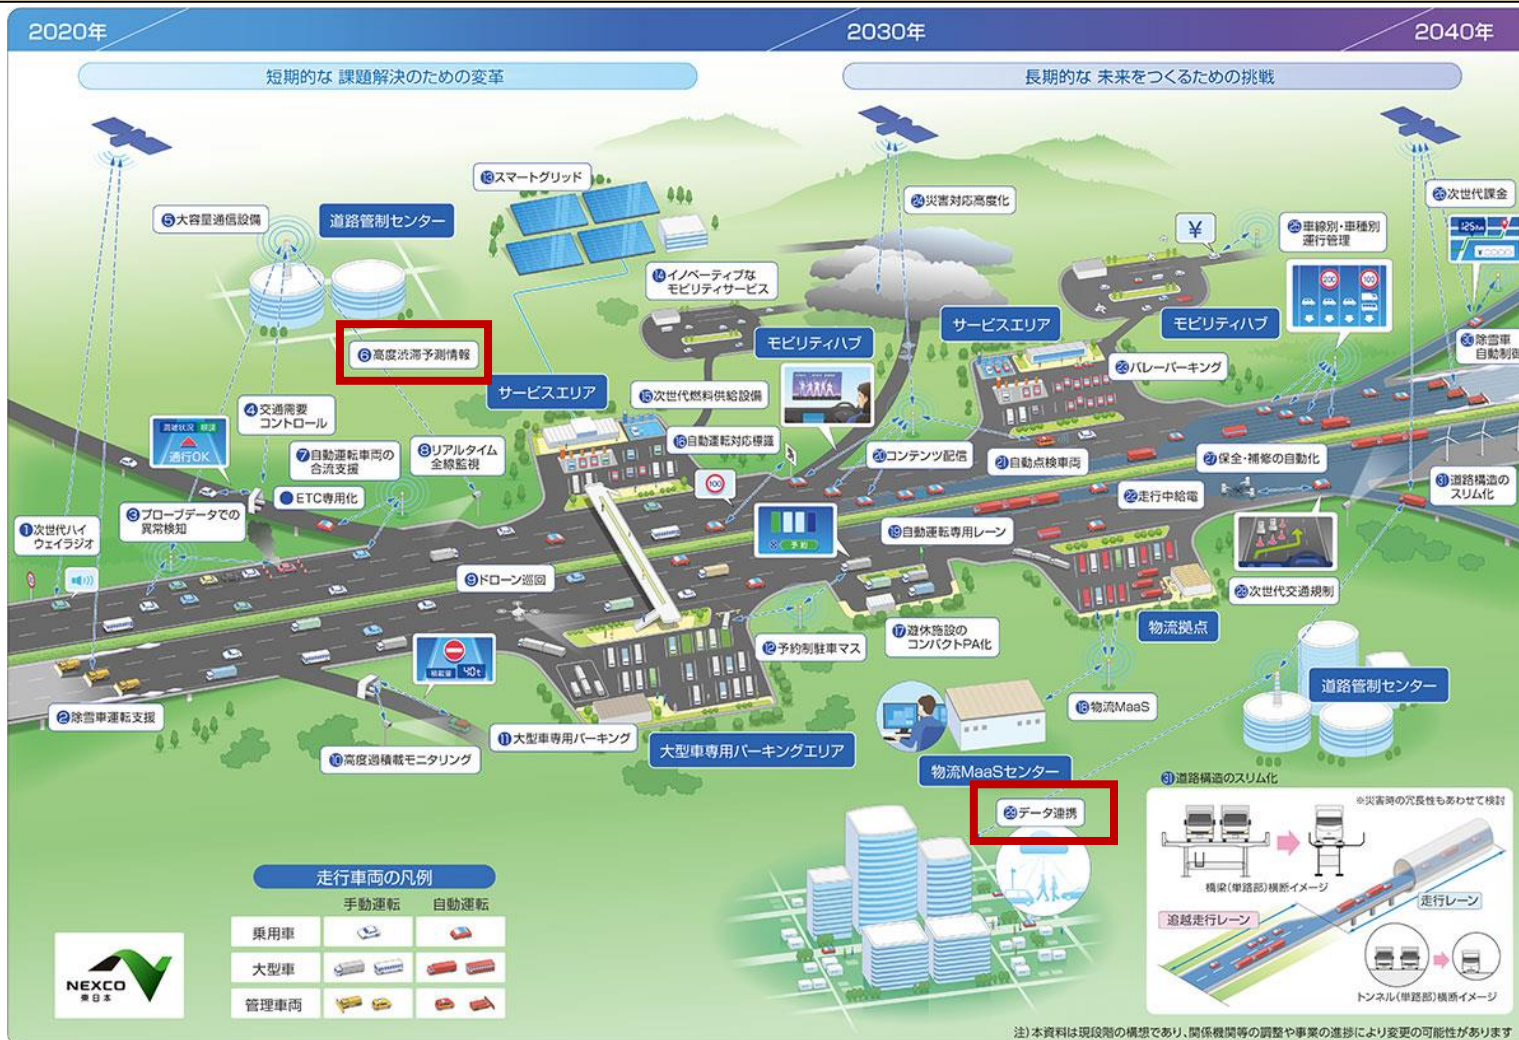 2020年
2030年
2040年
短期的な 課題解決のための変革
長期的な 未来をつくるための挑戦
⑬スマートグリッド
⑤大容量通信設備
道路管制センター
㉔災害対応高度化
¥
㉕車線別・車種別
運行管理
㉖次世代課金
⑭イノベーティブな
モビリティサービス
200
100
サービスエリア
モビリティハブ
モビリティハブ
⑥高度渋滞予測情報
㉚除雪車
自動制御
㉓バレーパーキング
サービスエリア
⑮次世代燃料供給設備
④交通需要
コントロール
通行OK
⑯自動運転対応標識
⑦自動運転車両の
合流支援
⑧リアルタイム
全線監視
⑳コンテンツ配信
㉑自動点検車両
㉗保全・補修の自動化
100
●ETC専用化
㉒走行中給電
㉛道路構造の
スリム化
③プローブデータでの
異常検知
①次世代ハイ
ウェイラジオ
予約
⑲自動運転専用レーン
⑨ドローン巡回
㉘次世代交通規制
物流拠点
⑰遊休施設の
コンパクトPA化
⑫予約制駐車マス
積載量 40t
道路管制センター
②除雪車運転支援
⑱物流MaaS
⑪大型車専用パーキング
⑩高度過積載モニタリング
大型車専用パーキングエリア
物流MaaSセンター
㉙データ連携
㉛道路構造のスリム化
※災害時の冗長性もあわせて検討
橋梁(単路部)横断イメージ
走行レーン
追越走行レーン
トンネル(単路部)横断イメージ
走行車両の凡例
手動運転 自動運転
乗用車
大型車
管理車両
NEXCO
東日本
注)本資料は現段階の構想であり、関係機関等の調整や事業の進捗により変更の可能性があります